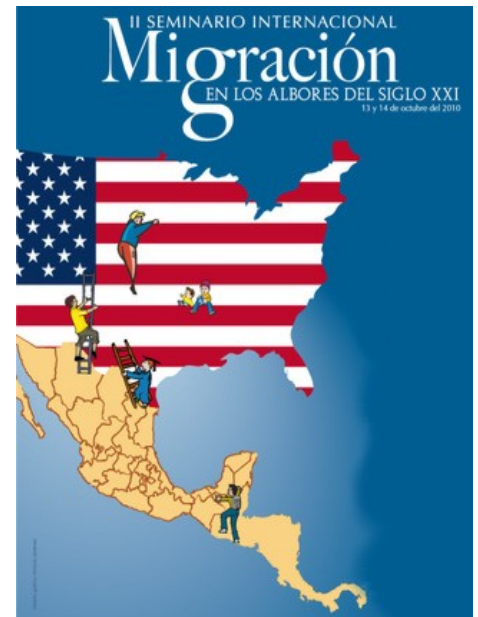 II SEMINARIO INTERNACIONAL
Migración
EN LOS ALBORES DEL SIGLO XXI
13 y 14 de octubre del 2010